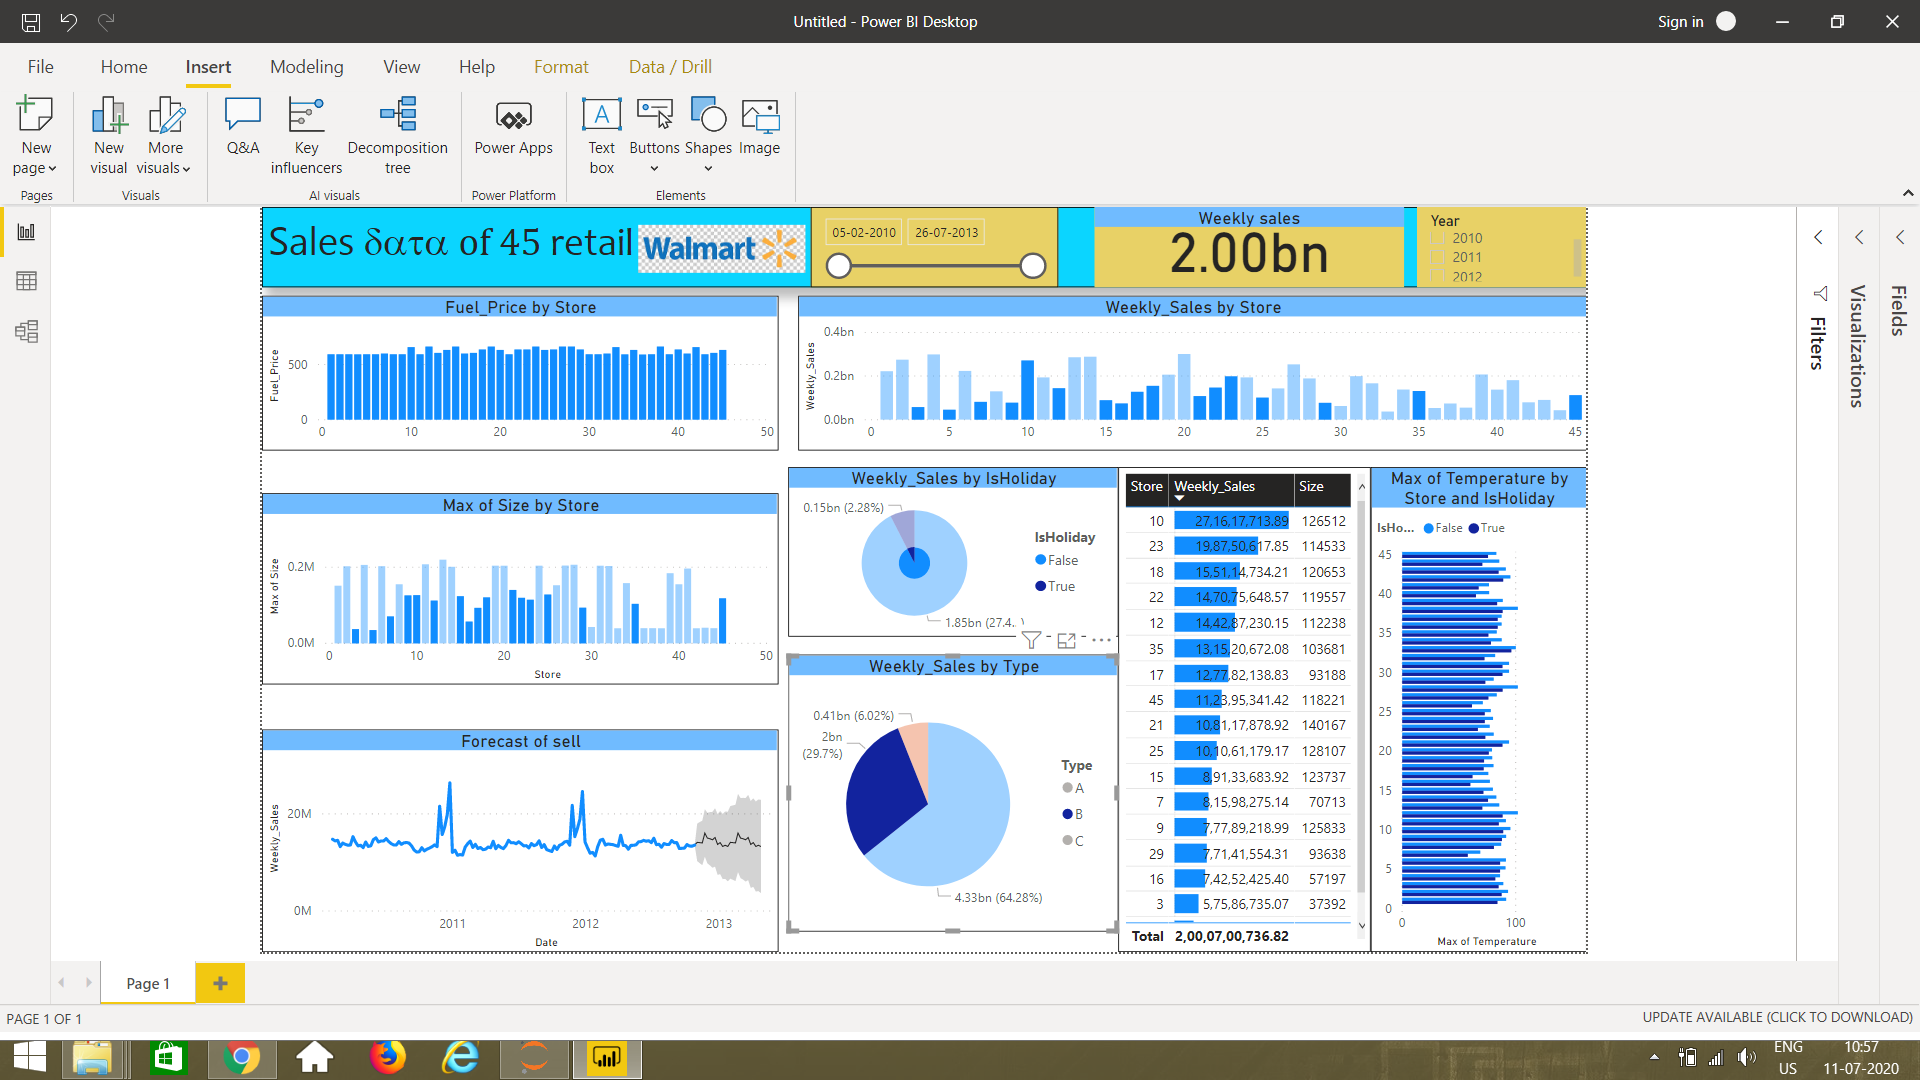 Untitled - Power BI Desktop
Sign in
File Home Insert Modeling View Help Format Data / Drill
New page
New visual
More visuals
Q&A
Key influencers
Decomposition tree
Power Apps
Text box
Buttons
Shapes
Image
Pages
Visuals
AI visuals
Power Platform
Elements
Sales δατα of 45 retail
Walmart
05-02-2010
26-07-2013
Weekly sales
2.00bn
Year
2010
2011
2012
Filters
Visualizations
Fields
Fuel_Price by Store
Fuel_Price
500
0
0 10 20 30 40 50
Weekly_Sales by Store
Weekly_Sales
0.4bn
0.2bn
0.0bn
0 5 10 15 20 25 30 35 40 45
Max of Size by Store
Max of Size
0.2M
0.0M
0 10 20 30 40 50
Store
Forecast of sell
Weekly_Sales
20M
0M
2011 2012 2013
Date
Weekly_Sales by IsHoliday
0.15bn (2.28%)
1.85bn (27.4..
IsHoliday
False
True
Weekly_Sales by Type
0.41bn (6.02%)
2bn
(29.7%)
4.33bn (64.28%)
Type
A
B
C
Store Weekly_Sales Size
10 27,16,17,713.89 126512
23 19,87,50,617.85 114533
18 15,51,14,734.21 120653
22 14,70,75,648.57 119557
12 14,42,87,230.15 112238
35 13,15,20,672.08 103681
17 12,77,82,138.83 93188
45 11,23,95,341.42 118221
21 10,81,17,878.92 140167
25 10,10,61,179.17 128107
15 8,91,33,683.92 123737
7 8,15,98,275.14 70713
9 7,77,89,218.99 125833
29 7,71,41,554.31 93638
16 7,42,52,425.40 57197
3 5,75,86,735.07 37392
Total 2,00,07,00,736.82
Max of Temperature by
Store and IsHoliday
IsHo... False True
45
40
35
30
25
20
15
10
5
0
0 100
Max of Temperature
Page 1
PAGE 1 OF 1
UPDATE AVAILABLE (CLICK TO DOWNLOAD)
ENG
US
10:57
11-07-2020